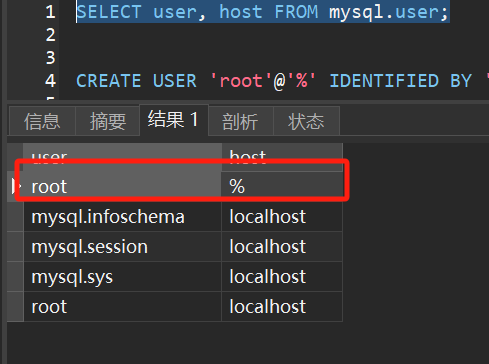 1 SELECT user, host FROM mysql.user;
2
3
4 CREATE USER 'root'@'%' IDENTIFIED BY '
信息 摘要 结果 1 剖析 状态
user host
root %
mysql.infoschema localhost
mysql.session localhost
mysql.sys localhost
root localhost